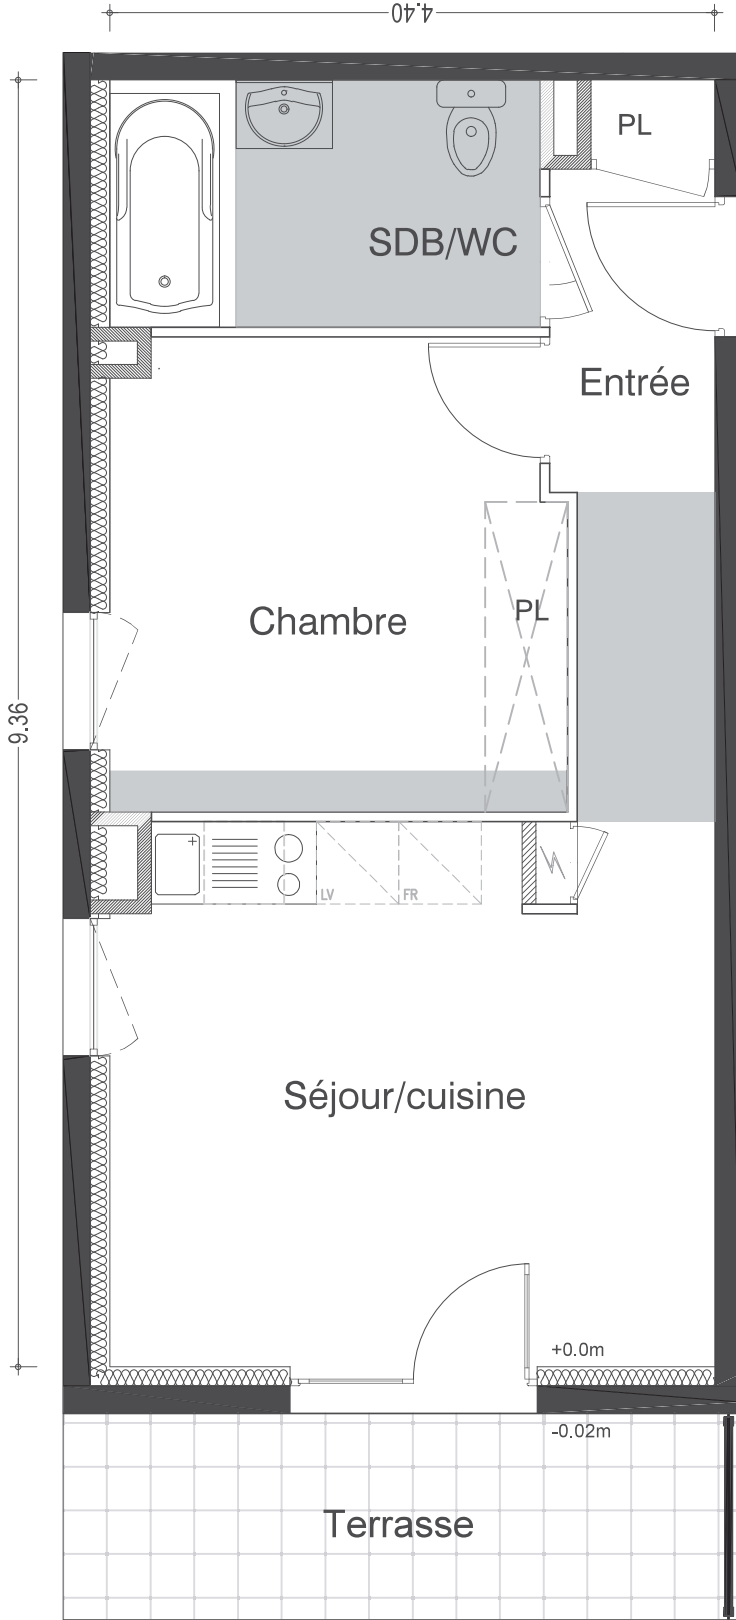 4.40
PL
SDB/WC
Entrée
PL
Chambre
9.36
LV
FR
Séjour/cuisine
+0.0m
-0.02m
Terrasse